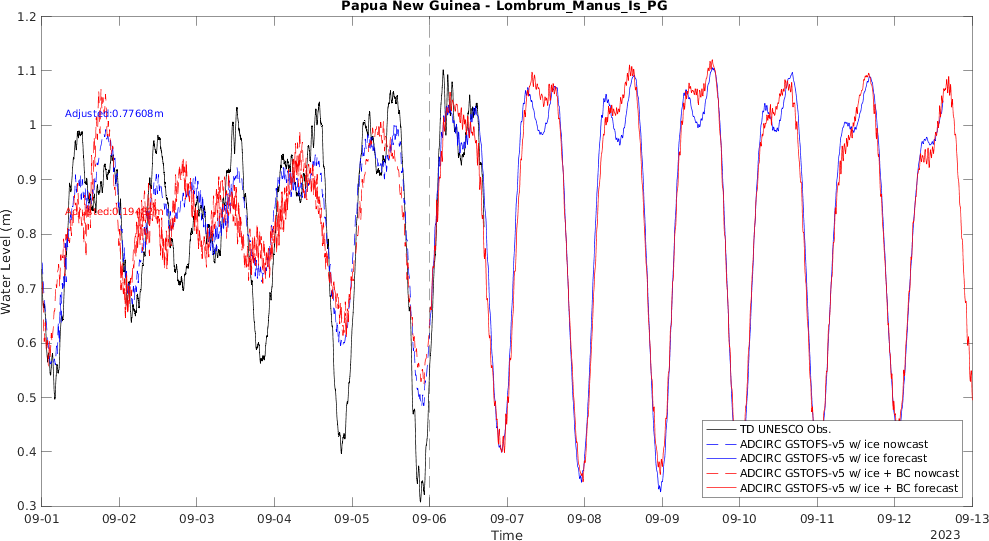 Papua New Guinea - Lombrum_Manus_Is_PG
1.2
1.1
1
0.9
0.8
0.7
0.6
0.5
0.4
0.3
Water Level (m)
Adjusted:0.77608m
TD UNESCO Obs.
ADCIRC GSTOFS-v5 w/ ice nowcast
ADCIRC GSTOFS-v5 w/ ice forecast
ADCIRC GSTOFS-v5 w/ ice + BC nowcast
ADCIRC GSTOFS-v5 w/ ice + BC forecast
09-01 09-02 09-03 09-04 09-05 09-06 09-07 09-08 09-09 09-10 09-11 09-12 09-13
Time
2023